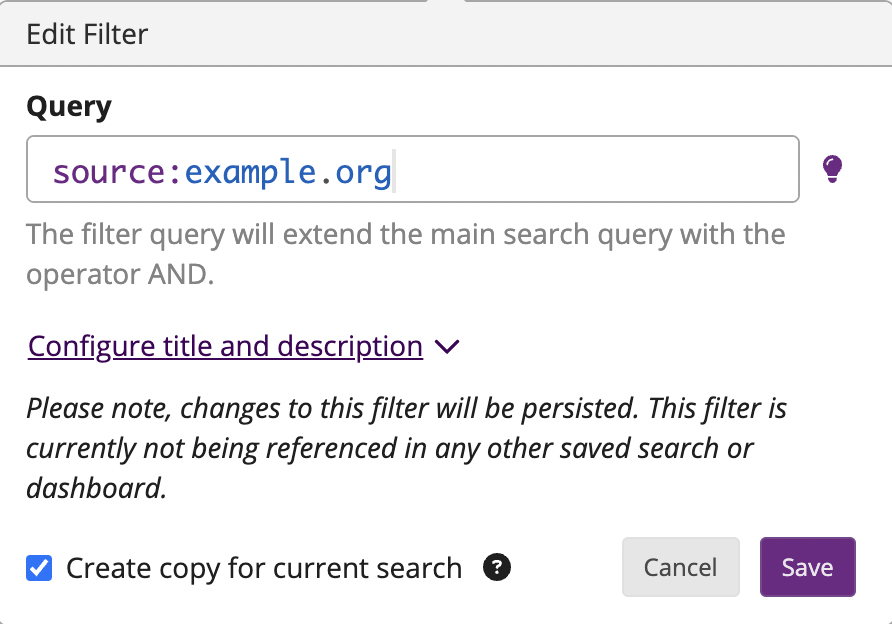 Edit Filter
Query
source:example.org
The filter query will extend the main search query with the
operator AND.
Configure title and description
Please note, changes to this filter will be persisted. This filter is
currently not being referenced in any other saved search or
dashboard.
Create copy for current search ? Cancel Save